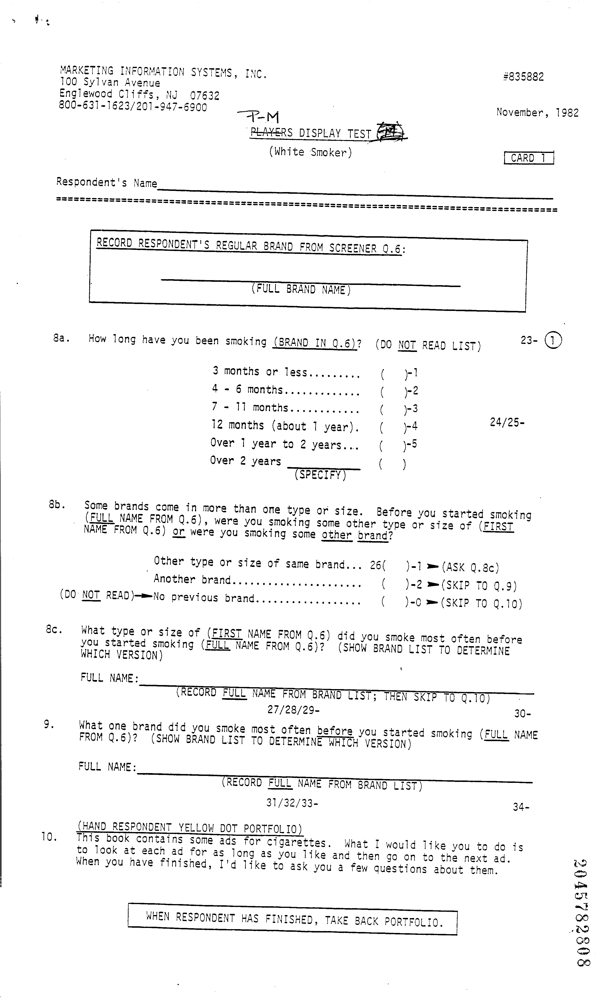 MARKETING INFORMATION SYSTEMS, INC.
100 Sylvan Avenue
Englewood Cliffs, NJ 07632
800-631-1623/201-947-6900
#835882
November, 1982
P-M
PLAYERS DISPLAY TEST
(White Smoker)
CARD 1
Respondent's Name
RECORD RESPONDENT'S REGULAR BRAND FROM SCREENER Q.6:
(FULL BRAND NAME)
8a. How long have you been smoking (BRAND IN Q.6)? (DO NOT READ LIST) 23- 1
3 months or less......... ( )-1
4 - 6 months............. ( )-2
7 - 11 months............ ( )-3
12 months (about 1 year). ( )-4 24/25-
Over 1 year to 2 years... ( )-5
Over 2 years ( )
(SPECIFY)
8b. Some brands come in more than one type or size. Before you started smoking
(FULL NAME FROM Q.6), were you smoking some other type or size of (FIRST
NAME FROM Q.6) or were you smoking some other brand?
Other type or size of same brand... 26( )-1 ➛(ASK Q.8c)
Another brand...................... ( )-2 ➛(SKIP TO Q.9)
(DO NOT READ)➛No previous brand.................. ( )-0 ➛(SKIP TO Q.10)
8c. What type or size of (FIRST NAME FROM Q.6) did you smoke most often before
you started smoking (FULL NAME FROM Q.6)? (SHOW BRAND LIST TO DETERMINE
WHICH VERSION)
FULL NAME:
(RECORD FULL NAME FROM BRAND LIST; THEN SKIP TO Q.10)
27/28/29- 30-
9. What one brand did you smoke most often before you started smoking (FULL NAME
FROM Q.6)? (SHOW BRAND LIST TO DETERMINE WHICH VERSION)
FULL NAME:
(RECORD FULL NAME FROM BRAND LIST)
31/32/33- 34-
(HAND RESPONDENT YELLOW DOT PORTFOLIO)
10. This book contains some ads for cigarettes. What I would like you to do is
to look at each ad for as long as you like and then go on to the next ad.
When you have finished, I'd like to ask you a few questions about them.
WHEN RESPONDENT HAS FINISHED, TAKE BACK PORTFOLIO.
2045782808